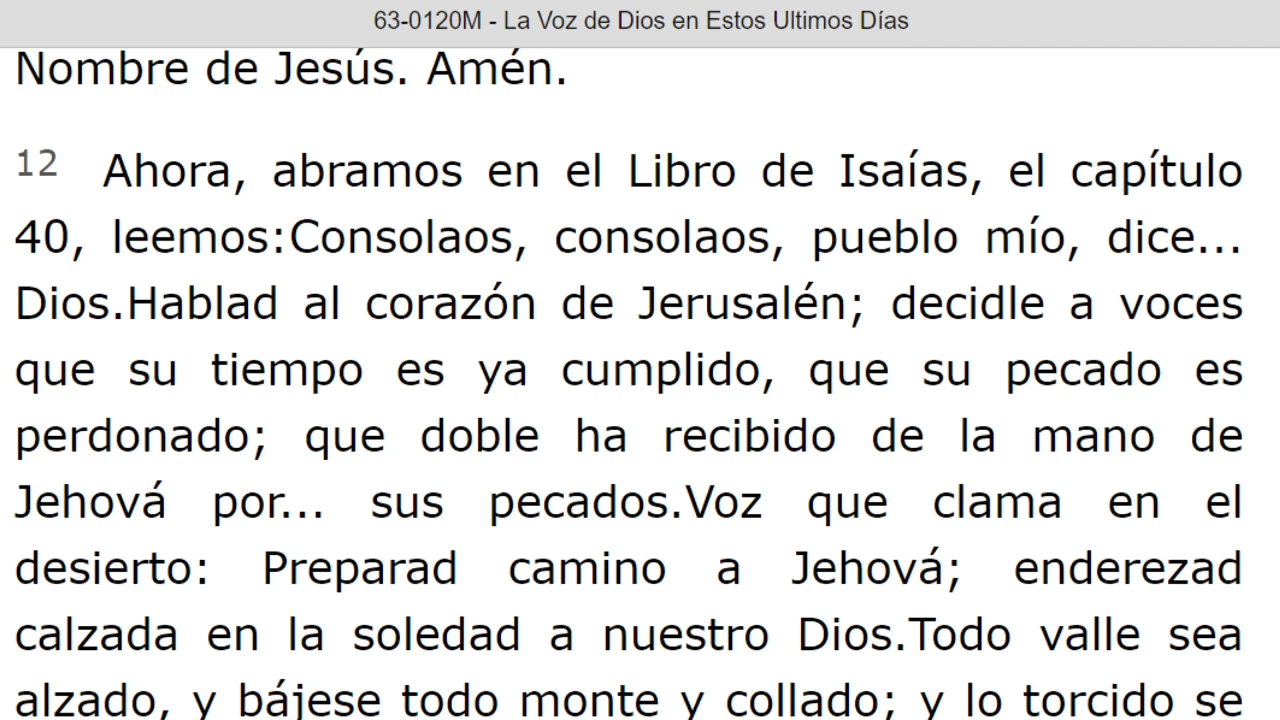 63-0120M - La Voz de Dios en Estos Ultimos Días
Nombre de Jesús. Amén.
12 Ahora, abramos en el Libro de Isaías, el capítulo
40, leemos:Consolaos, consolaos, pueblo mío, dice...
Dios.Hablad al corazón de Jerusalén; decidle a voces
que su tiempo es ya cumplido, que su pecado es
perdonado; que doble ha recibido de la mano de
Jehová por... sus pecados.Voz que clama en el
desierto: Preparad camino a Jehová; enderezad
calzada en la soledad a nuestro Dios.Todo valle sea
alzado, y bájese todo monte y collado; y lo torcido se